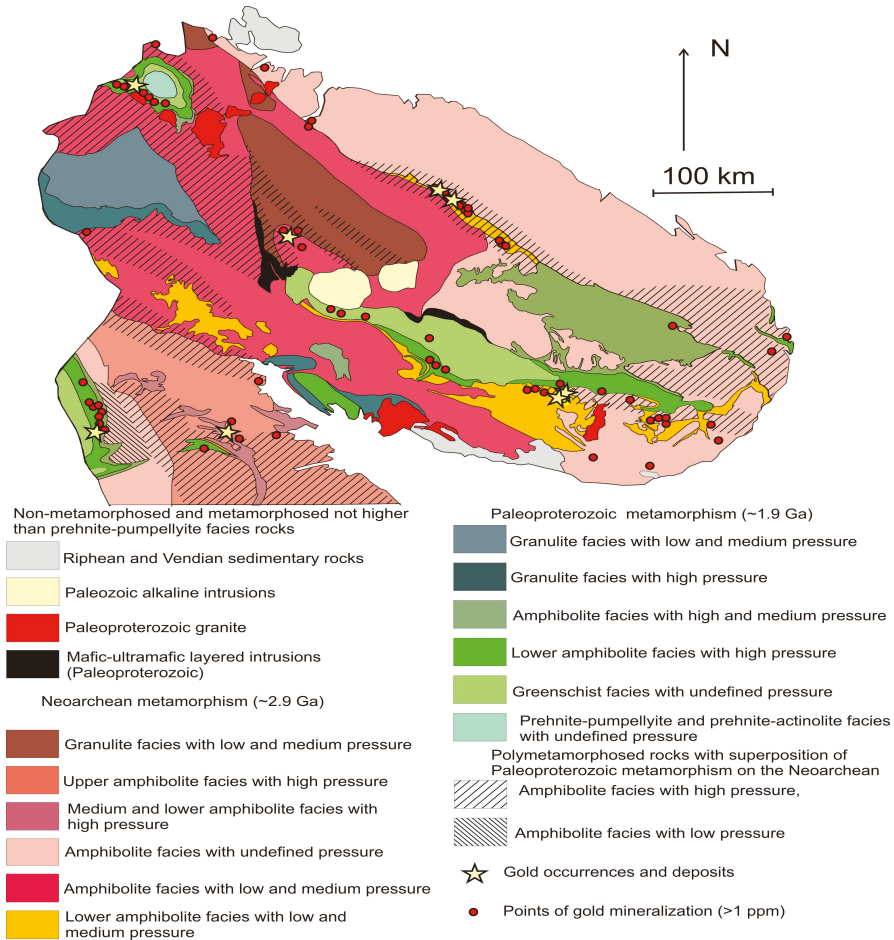 N
100 km
Non-metamorphosed and metamorphosed not higher
than prehnite-pumpellyite facies rocks
Riphean and Vendian sedimentary rocks
Paleozoic alkaline intrusions
Paleoproterozoic granite
Mafic-ultramafic layered intrusions
(Paleoproterozoic)
Neoarchean metamorphism (~2.9 Ga)
Granulite facies with low and medium pressure
Upper amphibolite facies with high pressure
Medium and lower amphibolite facies with
high pressure
Amphibolite facies with undefined pressure
Amphibolite facies with low and medium pressure
Lower amphibolite facies with low and
medium pressure
Paleoproterozoic metamorphism (~1.9 Ga)
Granulite facies with low and medium pressure
Granulite facies with high pressure
Amphibolite facies with high and medium pressure
Lower amphibolite facies with high pressure
Greenschist facies with undefined pressure
Prehnite-pumpellyite and prehnite-actinolite facies
with undefined pressure
Polymetamorphosed rocks with superposition of
Paleoproterozoic metamorphism on the Neoarchean
Amphibolite facies with high pressure,
Amphibolite facies with low pressure
Gold occurrences and deposits
Points of gold mineralization (>1 ppm)